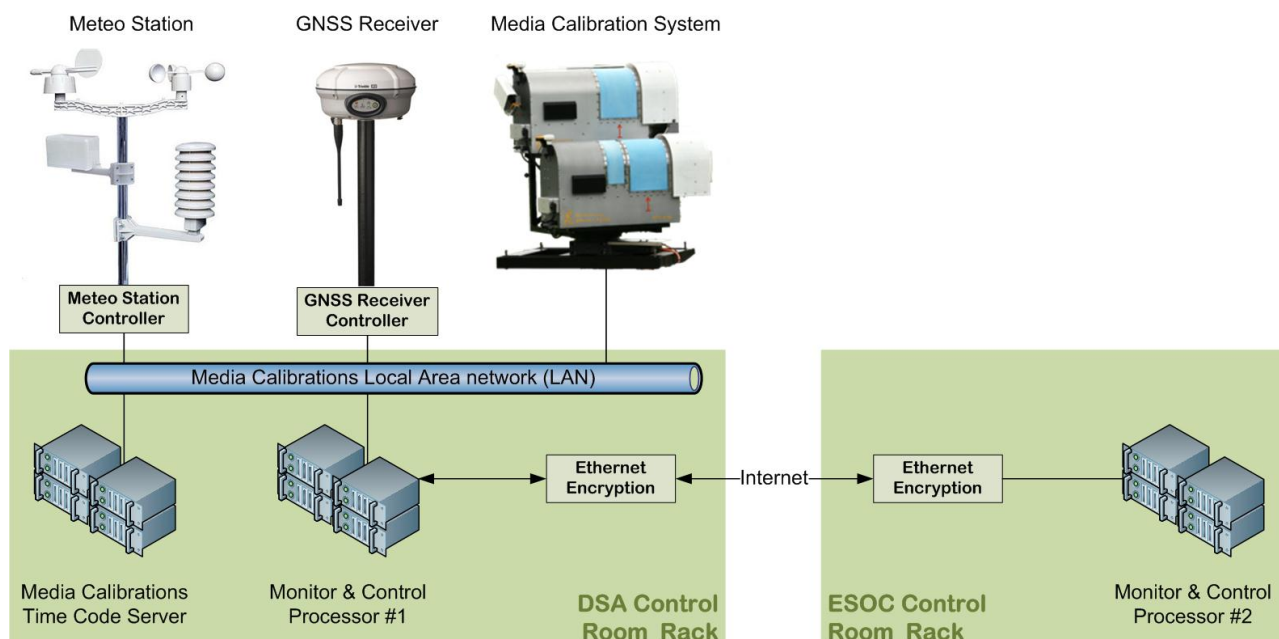 Meteo Station
GNSS Receiver
Media Calibration System
Meteo Station
Controller
GNSS Receiver
Controller
Media Calibrations Local Area network (LAN)
Ethernet
Encryption
Internet
Ethernet
Encryption
Media Calibrations
Time Code Server
Monitor & Control
Processor #1
DSA Control
Room Rack
ESOC Control
Room Rack
Monitor & Control
Processor #2